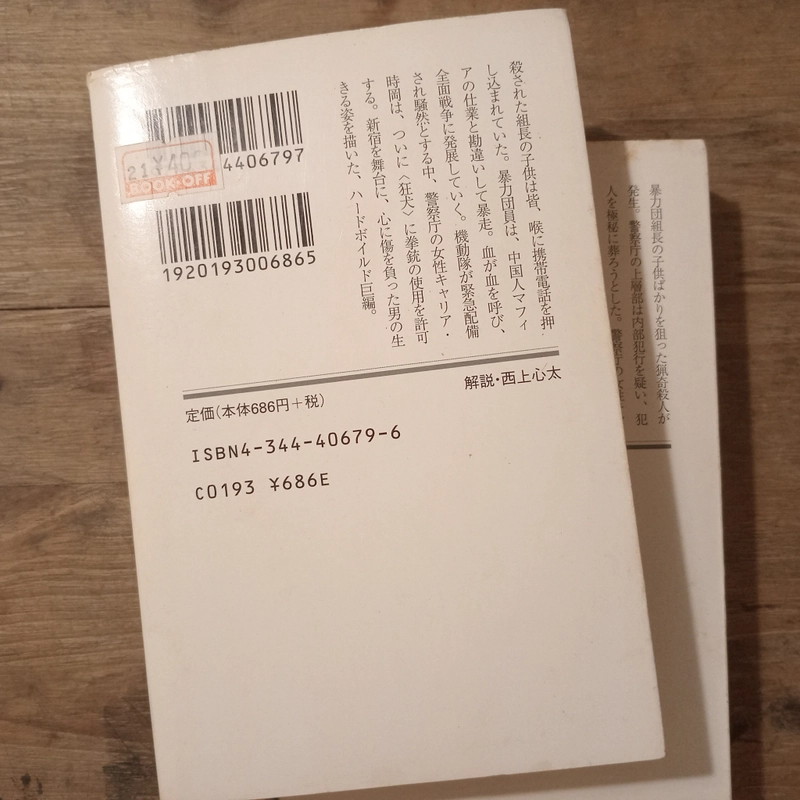 殺された組長の子供は皆、喉に携帯電話を押
し込まれていた。暴力団員は、中国人マフィ
アの仕業と勘違いして暴走。血が血を呼び、
全面戦争に発展していく。機動隊が緊急配備
され騒然とする中、警察庁の女性キャリア・
時岡は、ついに〈狂犬〉に拳銃の使用を許可
する。新宿を舞台に、心に傷を負った男の生
きる姿を描いた、ハードボイルド巨編。
4406797
21 ¥40
BOOK・OFF
1920193006865
解説・西上心太
定価(本体686円+税)
ISBN4-344-40679-6
C0193 ¥686E
暴力団組長の子供ばかりを狙った猟奇殺人が
発生。警察庁の上層部は内部犯行を疑い、犯
人を極秘に葬ろうとした。警察庁の女性